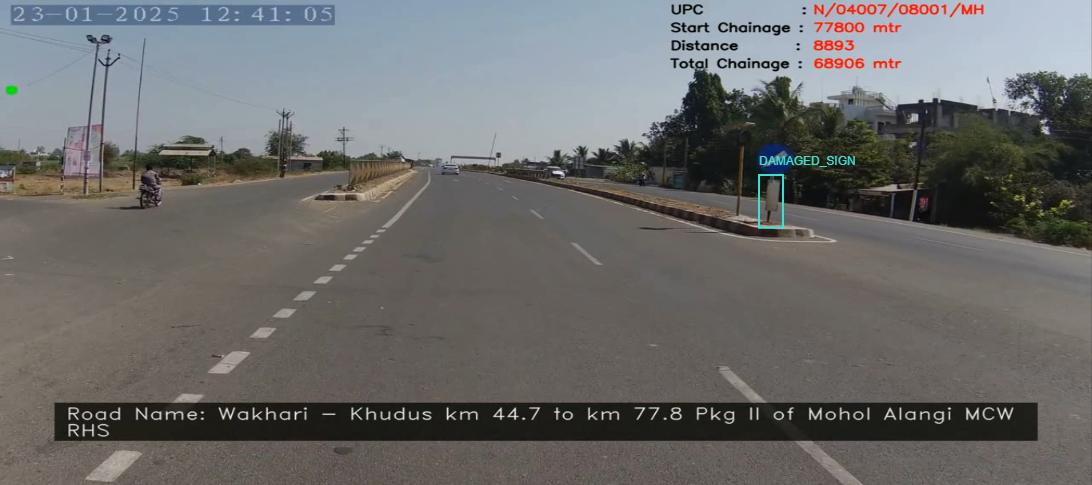 23-01-2025 12:41:05
UPC : N/04007/08001/MH
Start Chainage : 77800 mtr
Distance : 8893
Total Chainage : 68906 mtr
DAMAGED_SIGN
Road Name: Wakhari - Khudus km 44.7 to km 77.8 Pkg II of Mohol Alangi MCW
RHS